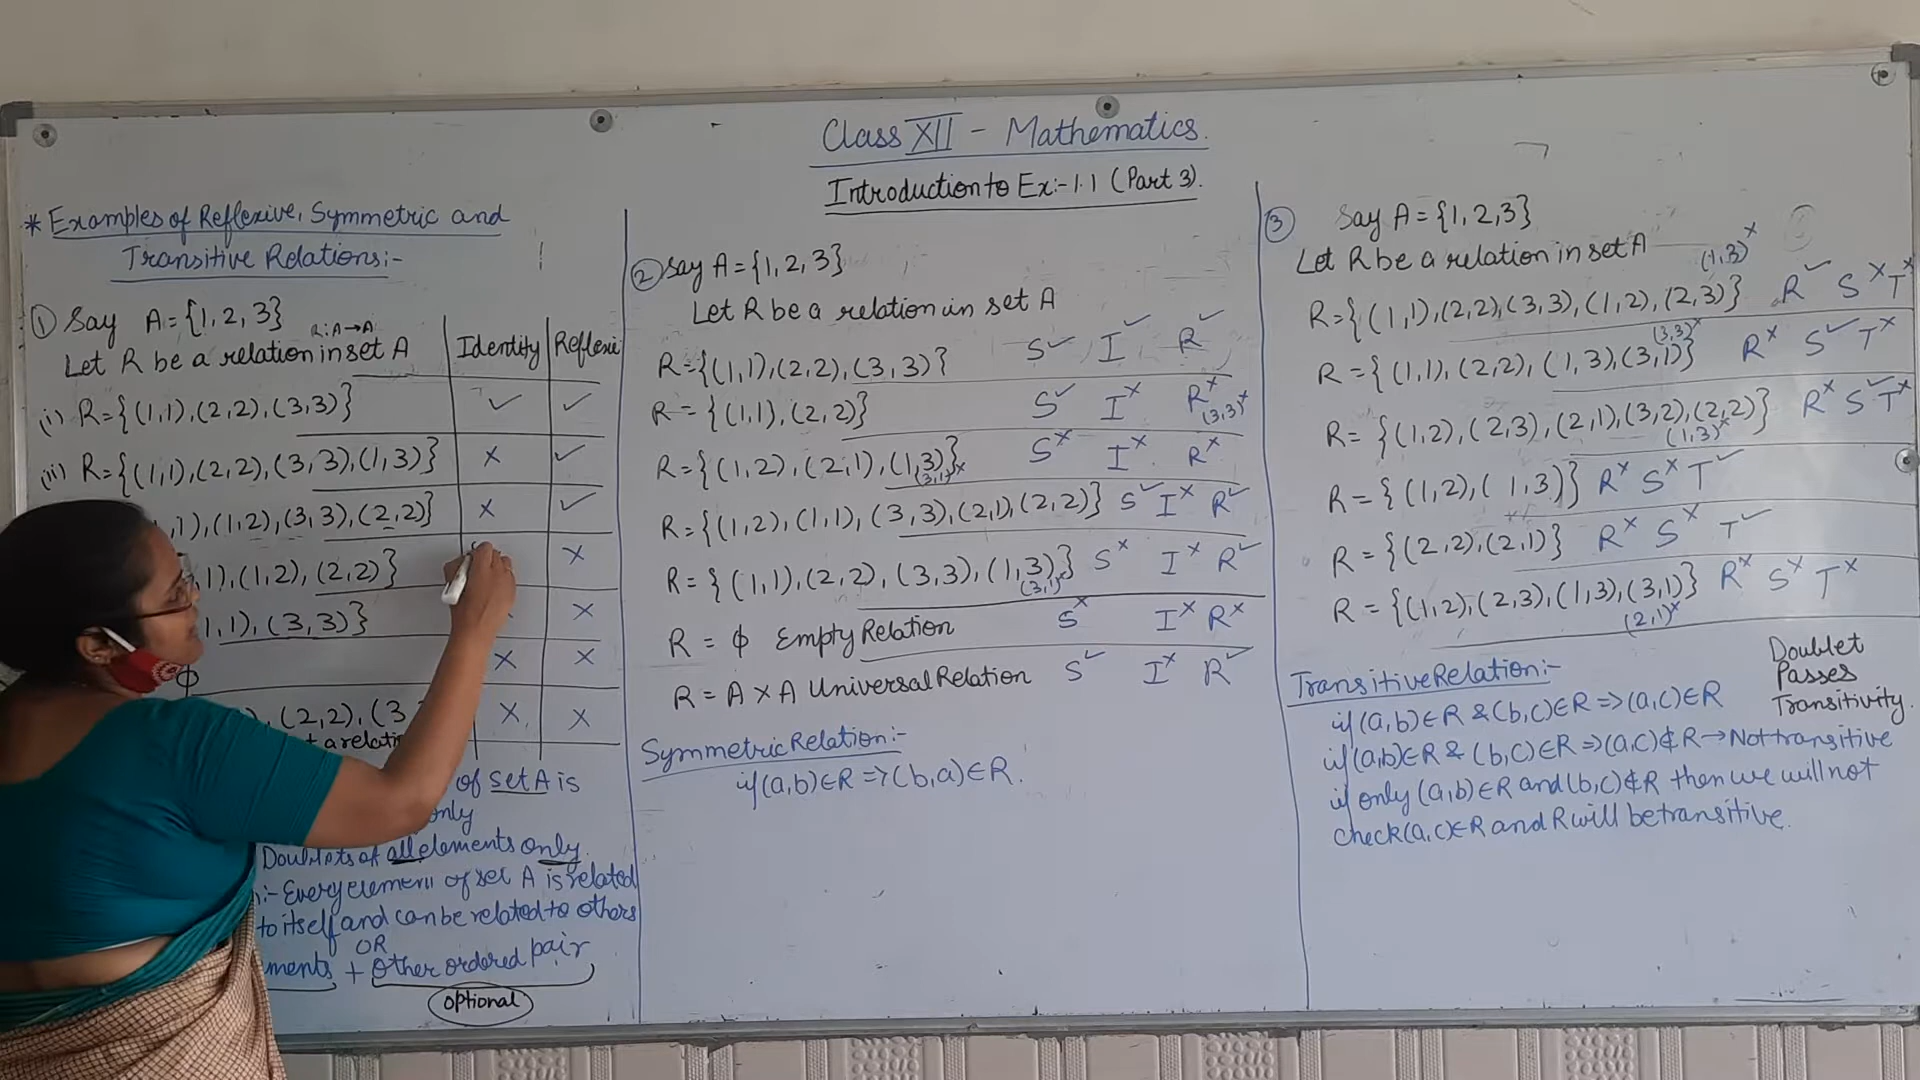 Class XII - Mathematics.
Introduction to Ex:-1.1 (Part 3).
* Examples of Reflexive, Symmetric and
Transitive Relations:-
① Say A = {1, 2, 3}
R: A→A
Let R be a relation in set A Identity Reflexi
(i) R={(1,1),(2,2),(3,3)} ✓ ✓
(ii) R={(1,1),(2,2),(3,3),(1,3)} × ✓
,1),(1,2),(3,3),(2,2)} × ✓
,1),(1,2),(2,2)} ×
1,1),(3,3)} ×
ϕ × ×
,(2,2),(3 × ×
a relati
of set A is
only
Doublets of all elements only.
:- Every element of set A is related
to itself and can be related to others
OR
ments + other ordered pair
optional
② Say A = {1, 2, 3}
Let R be a relation in set A
R={(1,1),(2,2),(3,3)} S✓ I✓ R✓
R={(1,1),(2,2)} S✓ I× R×
(3,3)×
R={(1,2),(2,1),(1,3)} S× I× R×
(3,1)×
R={(1,2),(1,1),(3,3),(2,1),(2,2)} S✓ I× R✓
R={(1,1),(2,2),(3,3),(1,3)} S× I× R✓
(3,1)×
R = ϕ Empty Relation S× I× R×
R = A × A Universal Relation S✓ I× R✓
Symmetric Relation:-
if (a,b)∈R => (b,a)∈R.
③ Say A = {1, 2, 3}
Let R be a relation in set A (1,3)×
R={(1,1),(2,2),(3,3),(1,2),(2,3)} R✓ S× T×
(3,3)×
R={(1,1),(2,2),(1,3),(3,1)} R× S✓ T×
R={(1,2),(2,3),(2,1),(3,2),(2,2)} R× S✓ T×
(1,3)×
R={(1,2),(1,3)} R× S× T✓
R={(2,2),(2,1)} R× S× T✓
R={(1,2),(2,3),(1,3),(3,1)} R× S× T×
(2,1)×
Transitive Relation:-
if (a,b)∈R & (b,c)∈R => (a,c)∈R
if (a,b)∈R & (b,c)∈R => (a,c)∉R → Not transitive
if only (a,b)∈R and (b,c)∉R then we will not
check (a,c)∈R and R will be transitive.
Doublet
Passes
Transitivity.